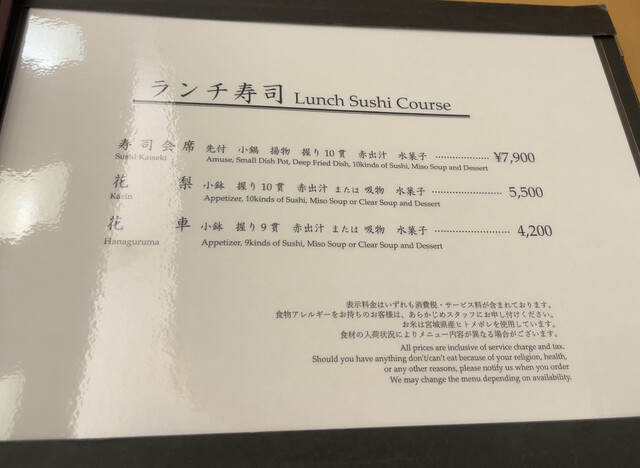 ランチ寿司 Lunch Sushi Course
寿司会席 先付 小鍋 揚物 握り10貫 赤出汁 水菓子 ………………… ¥7,900
Sushi Kaiseki Amuse, Small Dish Pot, Deep Fried Dish, 10kinds of Sushi, Miso Soup and Dessert
花梨 小鉢 握り10貫 赤出汁 または 吸物 水菓子 ……………………… 5,500
Karin Appetizer, 10kinds of Sushi, Miso Soup or Clear Soup and Dessert
花車 小鉢 握り9貫 赤出汁 または 吸物 水菓子 ……………………… 4,200
Hanaguruma Appetizer, 9kinds of Sushi, Miso Soup or Clear Soup and Dessert
表示料金はいずれも消費税・サービス料が含まれております。
食物アレルギーをお持ちのお客様は、あらかじめスタッフにお申し付けください。
お米は宮城県産ヒトメボレを使用しています。
食材の入荷状況によりメニュー内容が異なる場合がございます。
All prices are inclusive of service charge and tax.
Should you have anything don't/can't eat because of your religion, health,
or any other reasons, please notify us when you order
We may change the menu depending on availability.